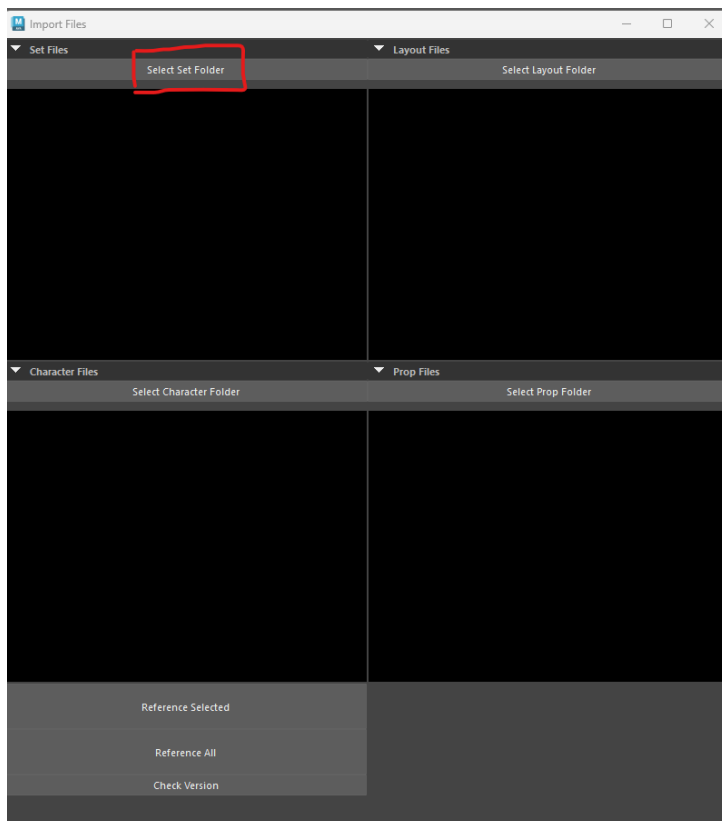 Import Files
Set Files
Select Set Folder
Layout Files
Select Layout Folder
Character Files
Select Character Folder
Prop Files
Select Prop Folder
Reference Selected
Reference All
Check Version